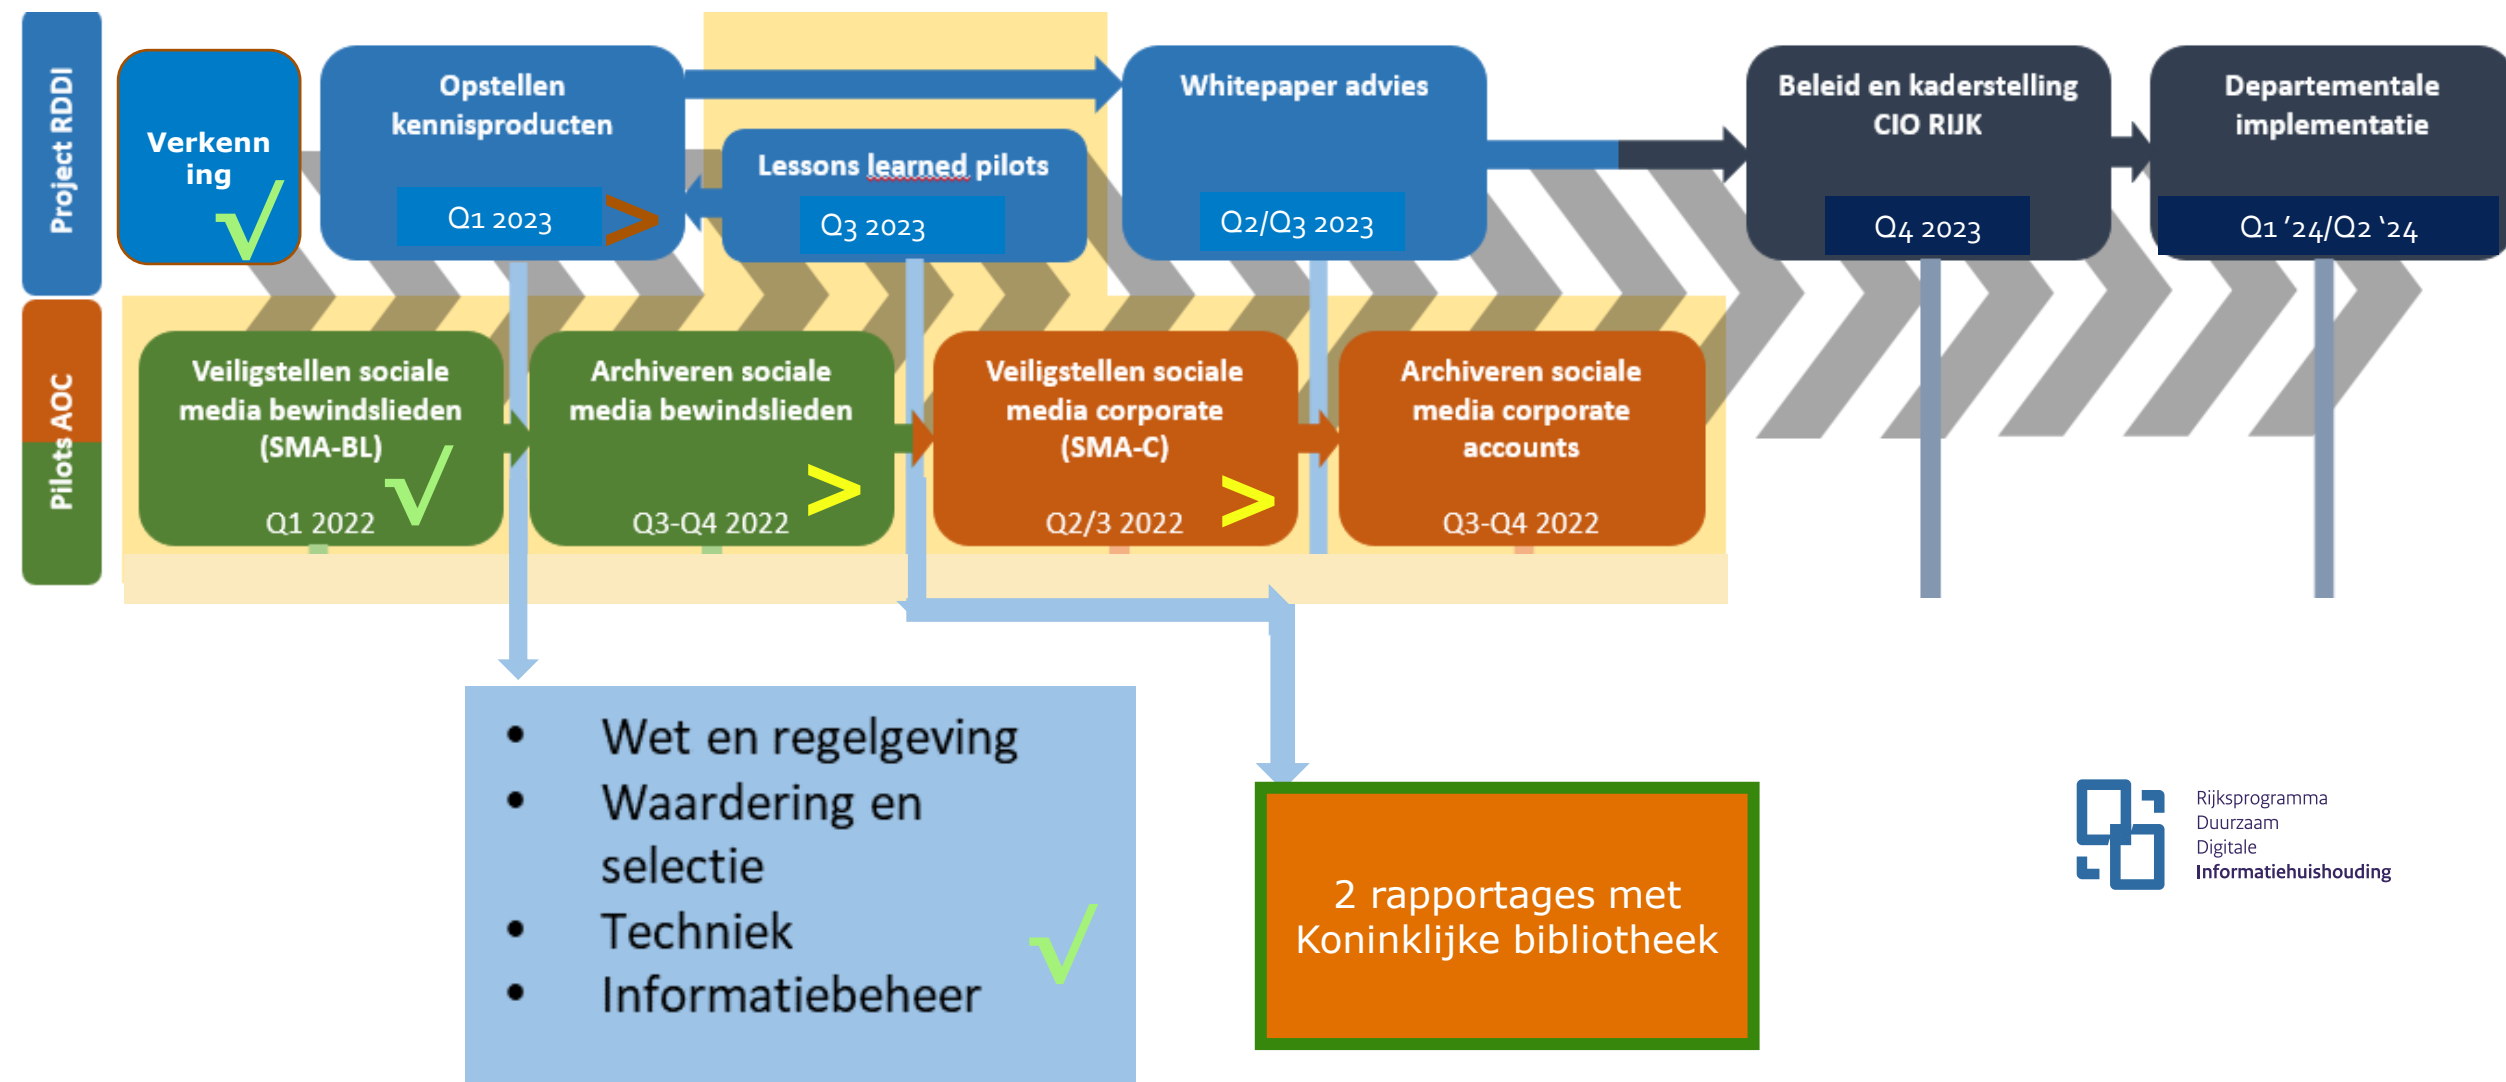 Project RDDI
Verkenn
ing
√
Opstellen
kennisproducten
Q1 2023
>
Lessons learned pilots
Q3 2023
Whitepaper advies
Q2/Q3 2023
Beleid en kaderstelling
CIO RIJK
Q4 2023
Departementale
implementatie
Q1 ’24/Q2 ‘24
Pilots AOC
Veiligstellen sociale
media bewindslieden
(SMA-BL)
√
Q1 2022
Archiveren sociale
media bewindslieden
>
Q3-Q4 2022
Veiligstellen sociale
media corporate
(SMA-C)
>
Q2/3 2022
Archiveren sociale
media corporate
accounts
Q3-Q4 2022
• Wet en regelgeving
• Waardering en
selectie
• Techniek
• Informatiebeheer
√
2 rapportages met
Koninklijke bibliotheek
Rijksprogramma
Duurzaam
Digitale
Informatiehuishouding